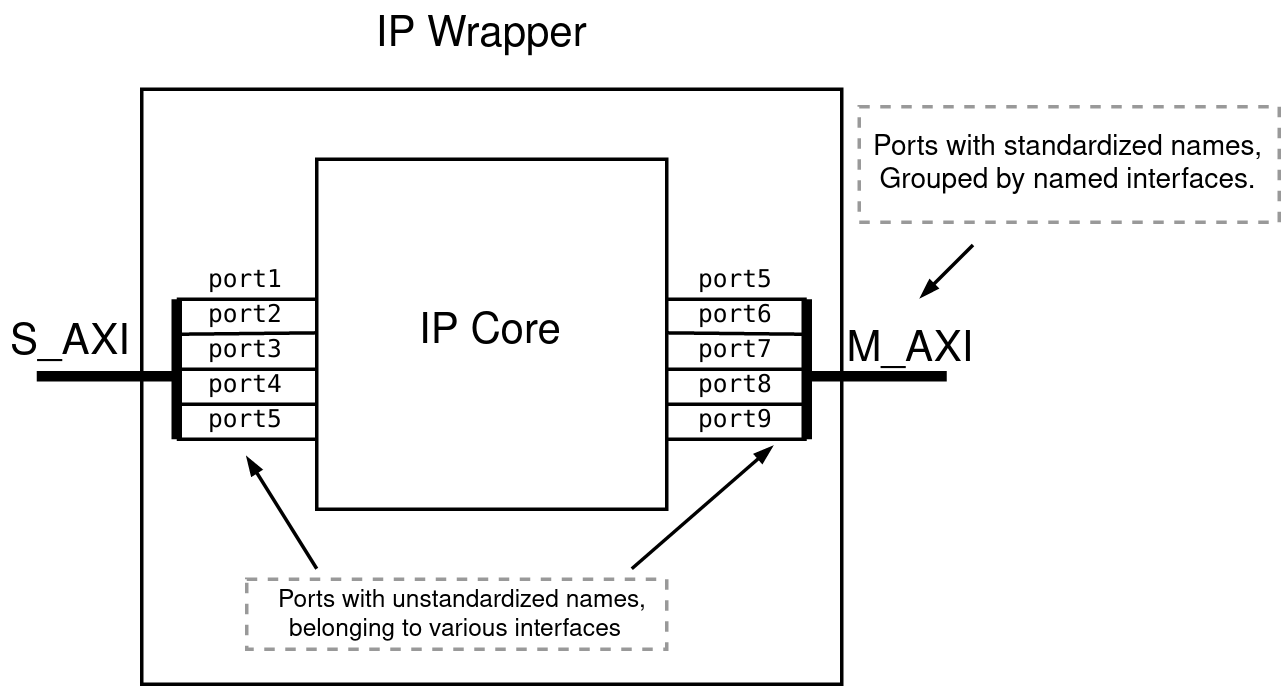 IP Wrapper
Ports with standardized names,
Grouped by named interfaces.
S_AXI
port1
port2
port3
port4
port5
IP Core
port5
port6
port7
port8
port9
M_AXI
Ports with unstandardized names,
belonging to various interfaces